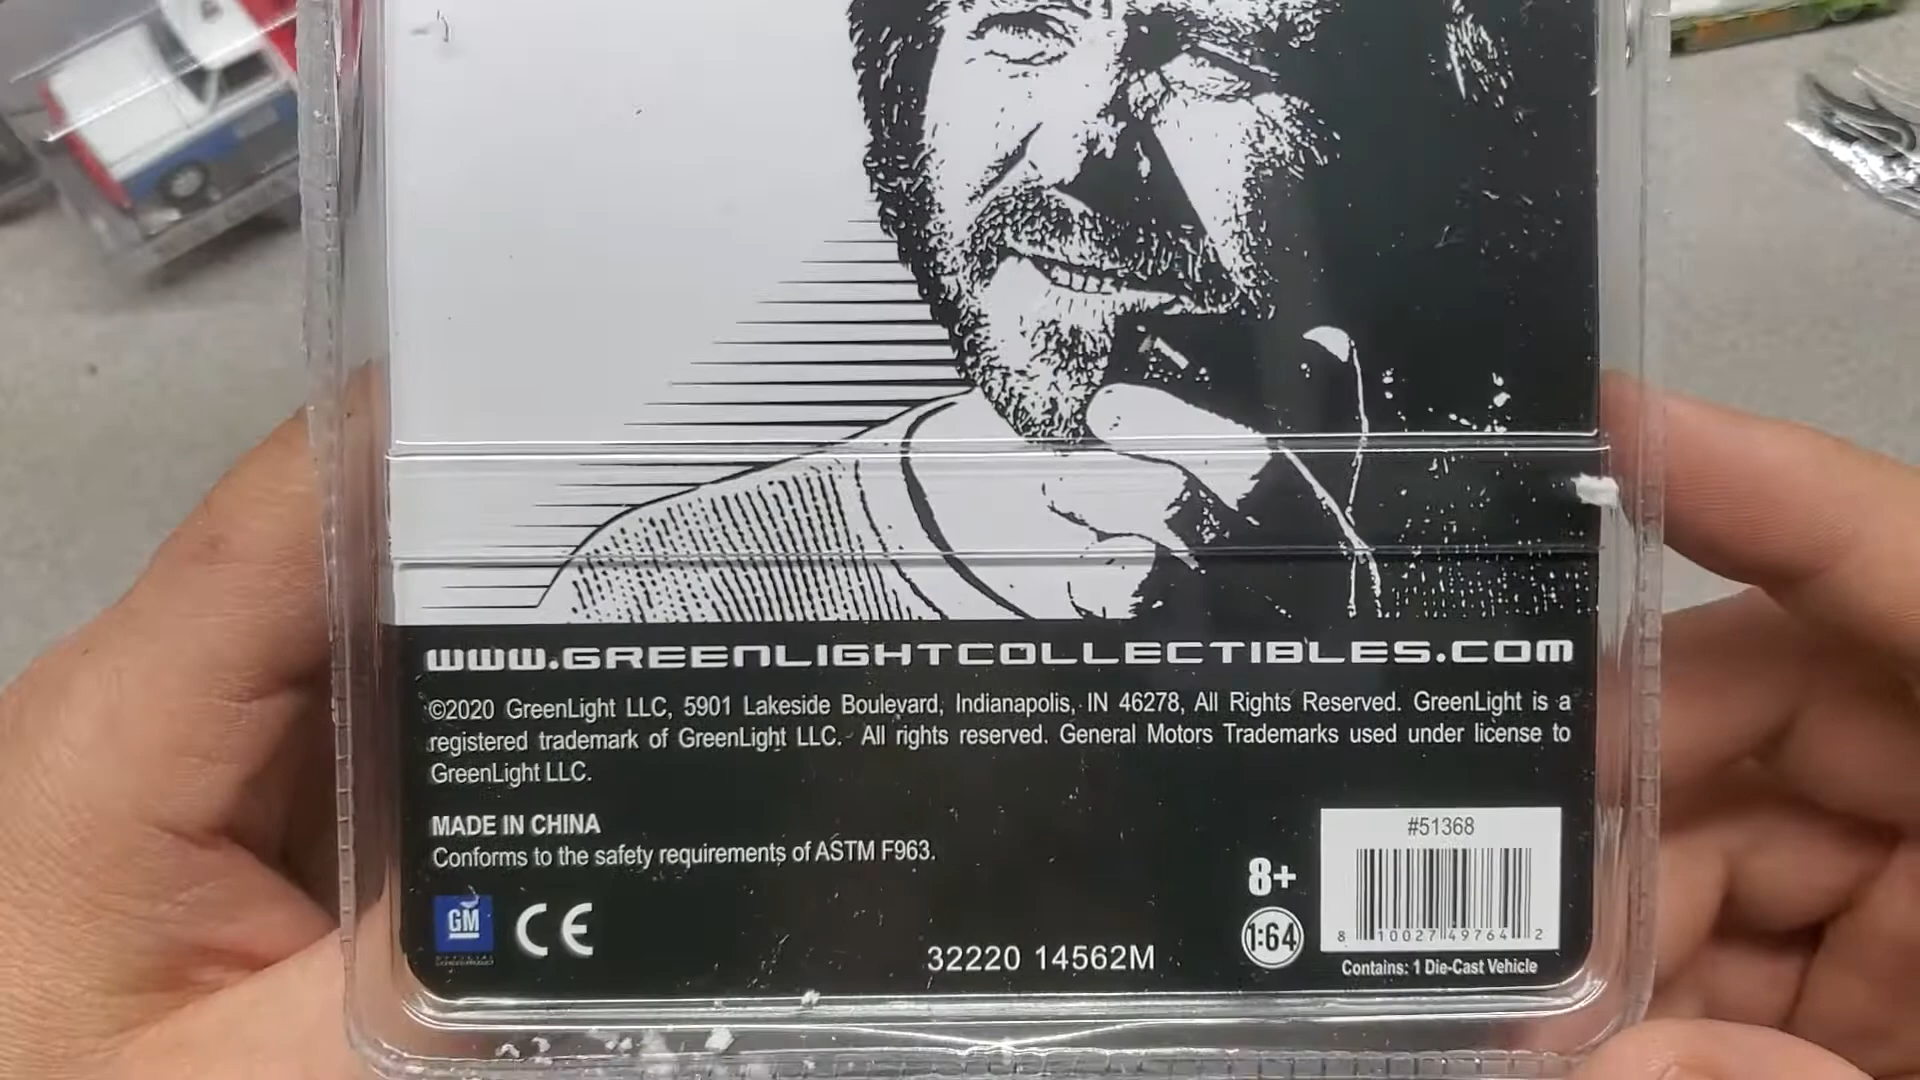 WWW.GREENLIGHTCOLLECTIBLES.COM
©2020 GreenLight LLC, 5901 Lakeside Boulevard, Indianapolis, IN 46278, All Rights Reserved. GreenLight is a
registered trademark of GreenLight LLC. All rights reserved. General Motors Trademarks used under license to
GreenLight LLC.
MADE IN CHINA
Conforms to the safety requirements of ASTM F963.
GM
CE
32220 14562M
8+
1:64
#51368
8 10027 49764 2
Contains: 1 Die-Cast Vehicle